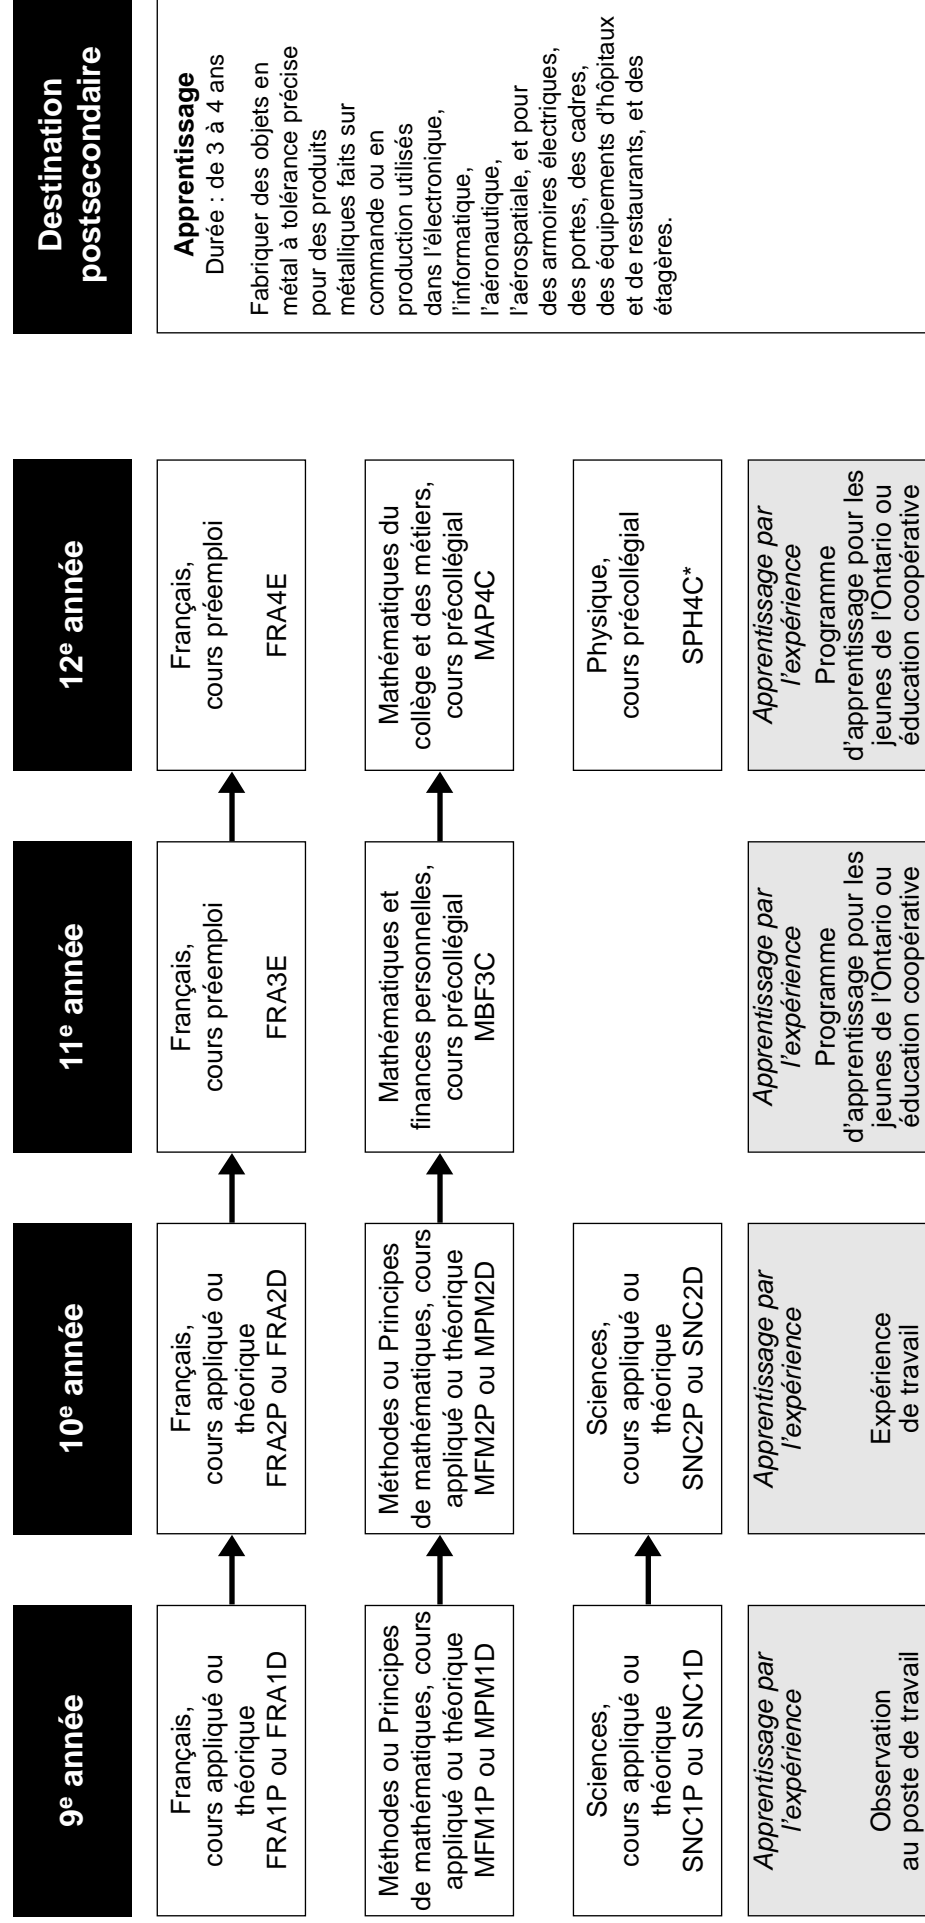 9e année
10e année
11e année
12e année
Destination
postsecondaire
Français,
cours appliqué ou
théorique
FRA1P ou FRA1D
Français,
cours appliqué ou
théorique
FRA2P ou FRA2D
Français,
cours préemploi
FRA3E
Français,
cours préemploi
FRA4E
Apprentissage
Durée : de 3 à 4 ans
Fabriquer des objets en
métal à tolérance précise
pour des produits
métalliques faits sur
commande ou en
production utilisés
dans l'électronique,
l'informatique,
l'aéronautique,
l'aérospatiale, et pour
des armoires électriques,
des portes, des cadres,
des équipements d'hôpitaux
et de restaurants, et des
étagères.
Méthodes ou Principes
de mathématiques, cours
appliqué ou théorique
MFM1P ou MPM1D
Méthodes ou Principes
de mathématiques, cours
appliqué ou théorique
MFM2P ou MPM2D
Mathématiques et
finances personnelles,
cours précollégial
MBF3C
Mathématiques du
collège et des métiers,
cours précollégial
MAP4C
Sciences,
cours appliqué ou
théorique
SNC1P ou SNC1D
Sciences,
cours appliqué ou
théorique
SNC2P ou SNC2D
Physique,
cours précollégial
SPH4C*
Apprentissage par
l'expérience
Observation
au poste de travail
Apprentissage par
l'expérience
Expérience
de travail
Apprentissage par
l'expérience
Programme
d'apprentissage pour les
jeunes de l'Ontario ou
éducation coopérative
Apprentissage par
l'expérience
Programme
d'apprentissage pour les
jeunes de l'Ontario ou
éducation coopérative